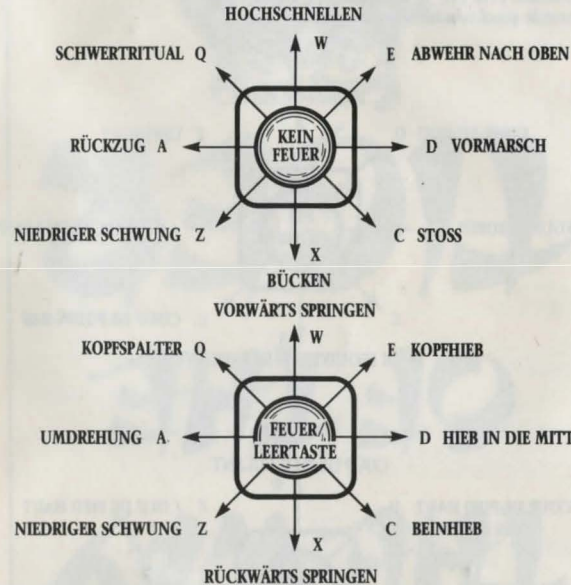 HOCHSCHNELLEN
W
SCHWERTRITUAL Q
E ABWEHR NACH OBEN
RÜCKZUG A
KEIN
FEUER
D VORMARSCH
NIEDRIGER SCHWUNG Z
C STOSS
X
BÜCKEN
VORWÄRTS SPRINGEN
W
KOPFSPALTER Q
E KOPFHIEB
UMDREHUNG A
FEUER/
LEERTASTE
D HIEB IN DIE MITT
NIEDRIGER SCHWUNG Z
C BEINHIEB
X
RÜCKWÄRTS SPRINGEN